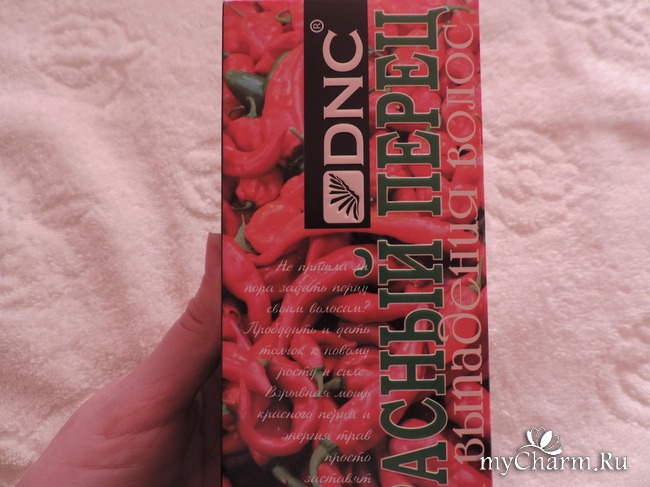 DNC®
РАСНЫЙ ПЕРЕЦ
выпадения волос
Не пришла ли
пора задать перцу
своим волосам?
Пробудить и дать
толчок к новому
росту и силе.
Взрывная мощь
красного перца и
энергия трав
просто
заставят
myCharm.Ru